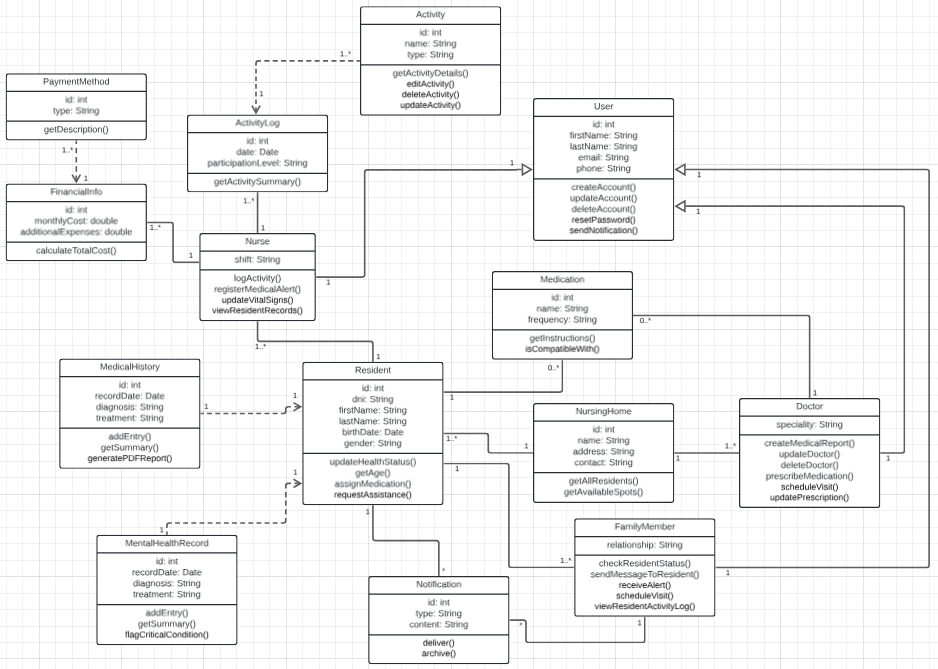 Activity
id: int
name: String
type: String
getActivityDetails()
editActivity()
deleteActivity()
updateActivity()
1..*
1
PaymentMethod
id: int
type: String
getDescription()
1..*
1
ActivityLog
id: int
date: Date
participationLevel: String
getActivitySummary()
1..*
1
User
id: int
firstName: String
lastName: String
email: String
phone: String
createAccount()
updateAccount()
deleteAccount()
resetPassword()
sendNotification()
1
1
1
FinancialInfo
id: int
monthlyCost: double
additionalExpenses: double
calculateTotalCost()
1..*
1
Nurse
shift: String
logActivity()
registerMedicalAlert()
updateVitalSigns()
viewResidentRecords()
1
1..*
1
Medication
id: int
name: String
frequency: String
getInstructions()
isCompatibleWith()
0..*
0..*
1
MedicalHistory
id: int
recordDate: Date
diagnosis: String
treatment: String
addEntry()
getSummary()
generatePDFReport()
1
1
Resident
id: int
dni: String
firstName: String
lastName: String
birthDate: Date
gender: String
updateHealthStatus()
getAge()
assignMedication()
requestAssistance()
1
1..*
1
1
1
NursingHome
id: int
name: String
address: String
contact: String
getAllResidents()
getAvailableSpots()
1
1
1..*
Doctor
speciality: String
createMedicalReport()
updateDoctor()
deleteDoctor()
prescribeMedication()
scheduleVisit()
updatePrescription()
1
MentalHealthRecord
id: int
recordDate: Date
diagnosis: String
treatment: String
addEntry()
getSummary()
flagCriticalCondition()
1
FamilyMember
relationship: String
checkResidentStatus()
sendMessageToResident()
receiveAlert()
scheduleVisit()
viewResidentActivityLog()
1..*
1
1
Notification
id: int
type: String
content: String
deliver()
archive()
*
*